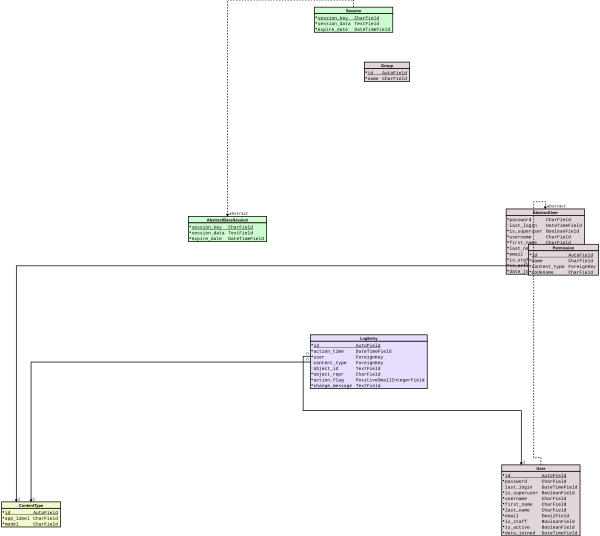 Session
*session_key CharField
*session_data TextField
*expire_date DateTimeField
Group
*id AutoField
*name CharField
abstract
AbstractBaseSession
*session_key CharField
*session_data TextField
*expire_date DateTimeField
abstract
AbstractUser
*password CharField
last_login DateTimeField
*is_superuser BooleanField
*username CharField
*first_name CharField
*last_na
*email
*is_staf
*date_jo
Permission
*id AutoField
*name CharField
*content_type ForeignKey
*codename CharField
LogEntry
*id AutoField
*action_time DateTimeField
*user ForeignKey
content_type ForeignKey
object_id TextField
*object_repr CharField
*action_flag PositiveSmallIntegerField
*change_message TextField
User
*id AutoField
*password CharField
last_login DateTimeField
*is_superuser BooleanField
*username CharField
*first_name CharField
*last_name CharField
*email EmailField
*is_staff BooleanField
*is_active BooleanField
*date_joined DateTimeField
ContentType
*id AutoField
*app_label CharField
*model CharField